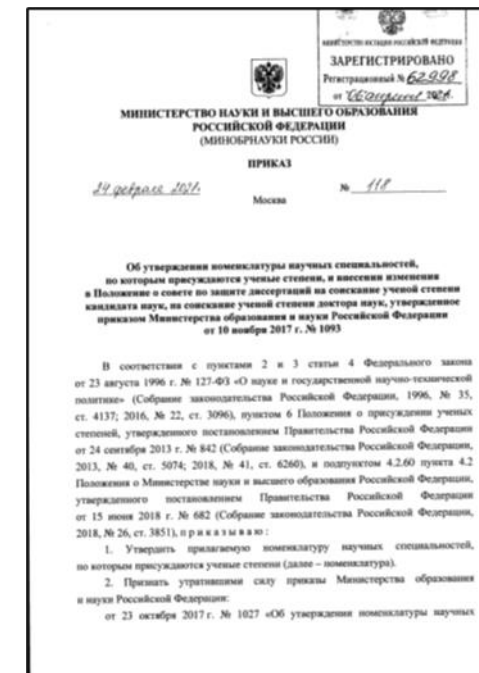 МИНИСТЕРСТВО ЮСТИЦИИ РОССИЙСКОЙ ФЕДЕРАЦИИ
ЗАРЕГИСТРИРОВАНО
Регистрационный № 62998
от 06 апреля 2021.
МИНИСТЕРСТВО НАУКИ И ВЫСШЕГО ОБРАЗОВАНИЯ
РОССИЙСКОЙ ФЕДЕРАЦИИ
(МИНОБРНАУКИ РОССИИ)
ПРИКАЗ
24 февраля 2021г.
№ 118
Москва
Об утверждении номенклатуры научных специальностей,
по которым присуждаются ученые степени, и внесении изменения
в Положение о совете по защите диссертаций на соискание ученой степени
кандидата наук, на соискание ученой степени доктора наук, утвержденное
приказом Министерства образования и науки Российской Федерации
от 10 ноября 2017 г. № 1093
В соответствии с пунктами 2 и 3 статьи 4 Федерального закона
от 23 августа 1996 г. № 127-ФЗ «О науке и государственной научно-технической
политике» (Собрание законодательства Российской Федерации, 1996, № 35,
ст. 4137; 2016, № 22, ст. 3096), пунктом 6 Положения о присуждении ученых
степеней, утвержденного постановлением Правительства Российской Федерации
от 24 сентября 2013 г. № 842 (Собрание законодательства Российской Федерации,
2013, № 40, ст. 5074; 2018, № 41, ст. 6260), и подпунктом 4.2.60 пункта 4.2
Положения о Министерстве науки и высшего образования Российской Федерации,
утвержденного постановлением Правительства Российской Федерации
от 15 июня 2018 г. № 682 (Собрание законодательства Российской Федерации,
2018, № 26, ст. 3851), п р и к а з ы в а ю :
1. Утвердить прилагаемую номенклатуру научных специальностей,
по которым присуждаются ученые степени (далее – номенклатура).
2. Признать утратившими силу приказы Министерства образования
и науки Российской Федерации:
от 23 октября 2017 г. № 1027 «Об утверждении номенклатуры научных